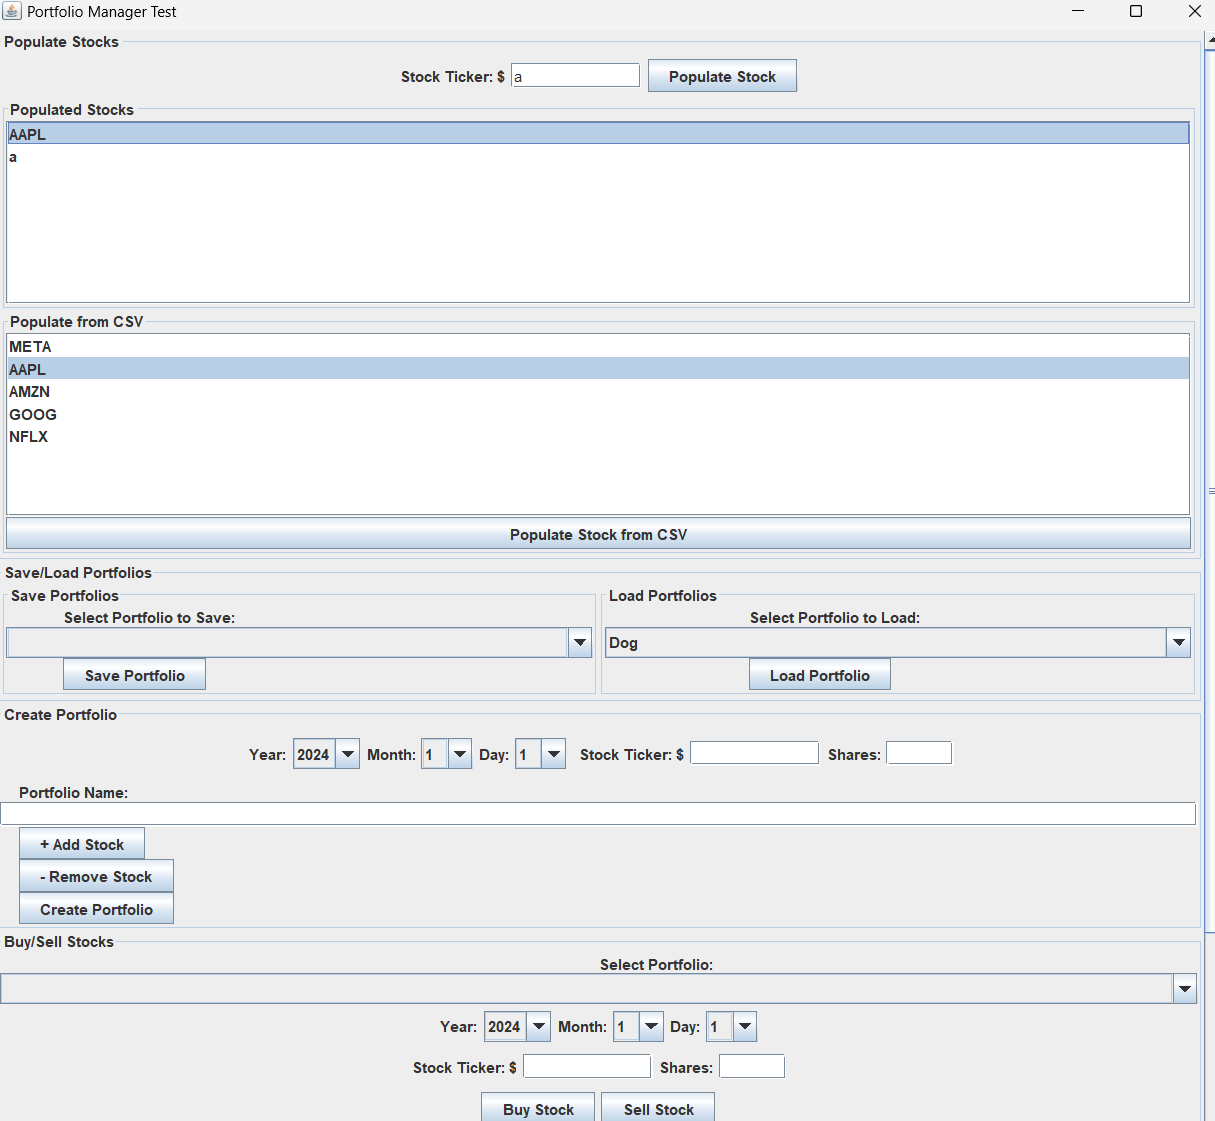 Portfolio Manager Test
Populate Stocks
Stock Ticker: $ a Populate Stock
Populated Stocks
AAPL
a
Populate from CSV
META
AAPL
AMZN
GOOG
NFLX
Populate Stock from CSV
Save/Load Portfolios
Save Portfolios
Select Portfolio to Save:
Save Portfolio
Load Portfolios
Select Portfolio to Load:
Dog
Load Portfolio
Create Portfolio
Year: 2024 Month: 1 Day: 1 Stock Ticker: $ Shares:
Portfolio Name:
+ Add Stock
- Remove Stock
Create Portfolio
Buy/Sell Stocks
Select Portfolio:
Year: 2024 Month: 1 Day: 1
Stock Ticker: $ Shares:
Buy Stock Sell Stock